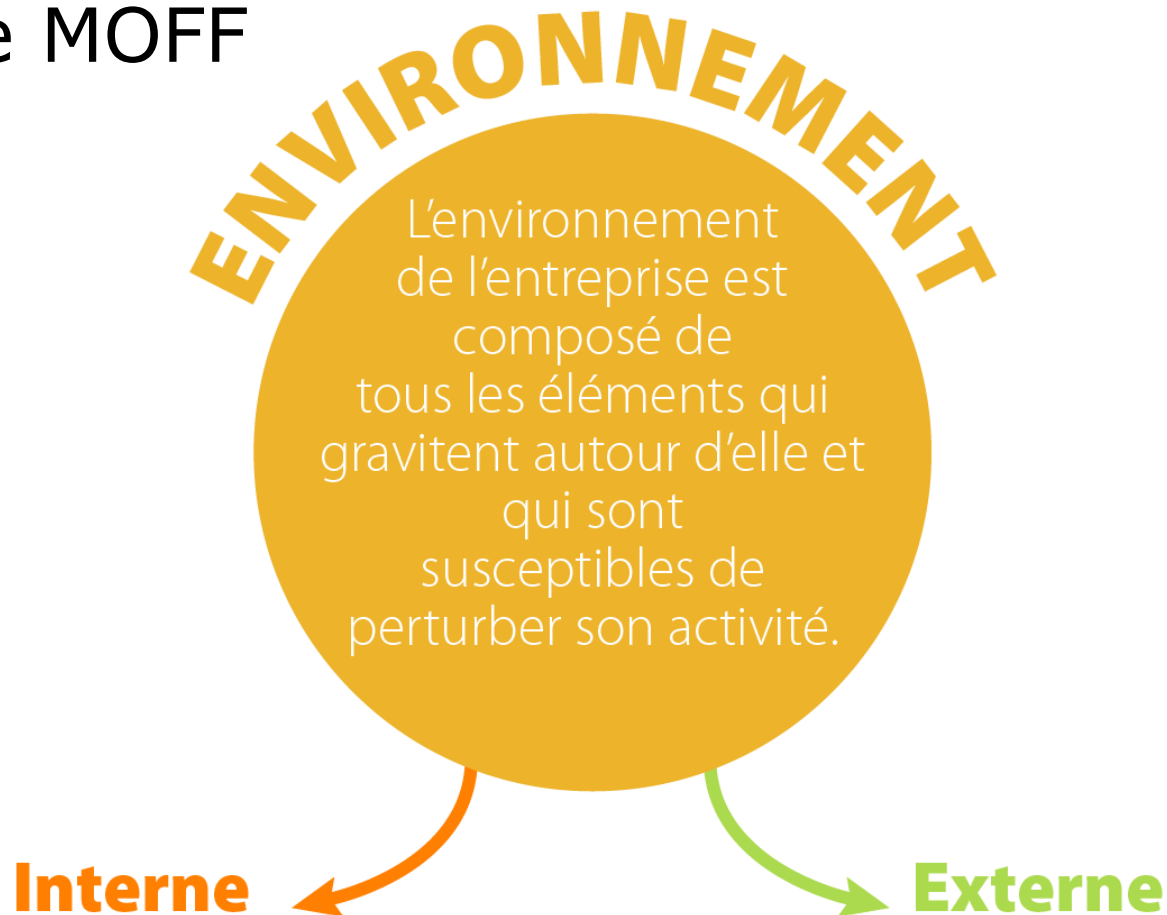 e MOFF
ENVIRONNEMENT
L'environnement
de l'entreprise est
composé de
tous les éléments qui
gravitent autour d'elle et
qui sont
susceptibles de
perturber son activité.
Interne
Externe